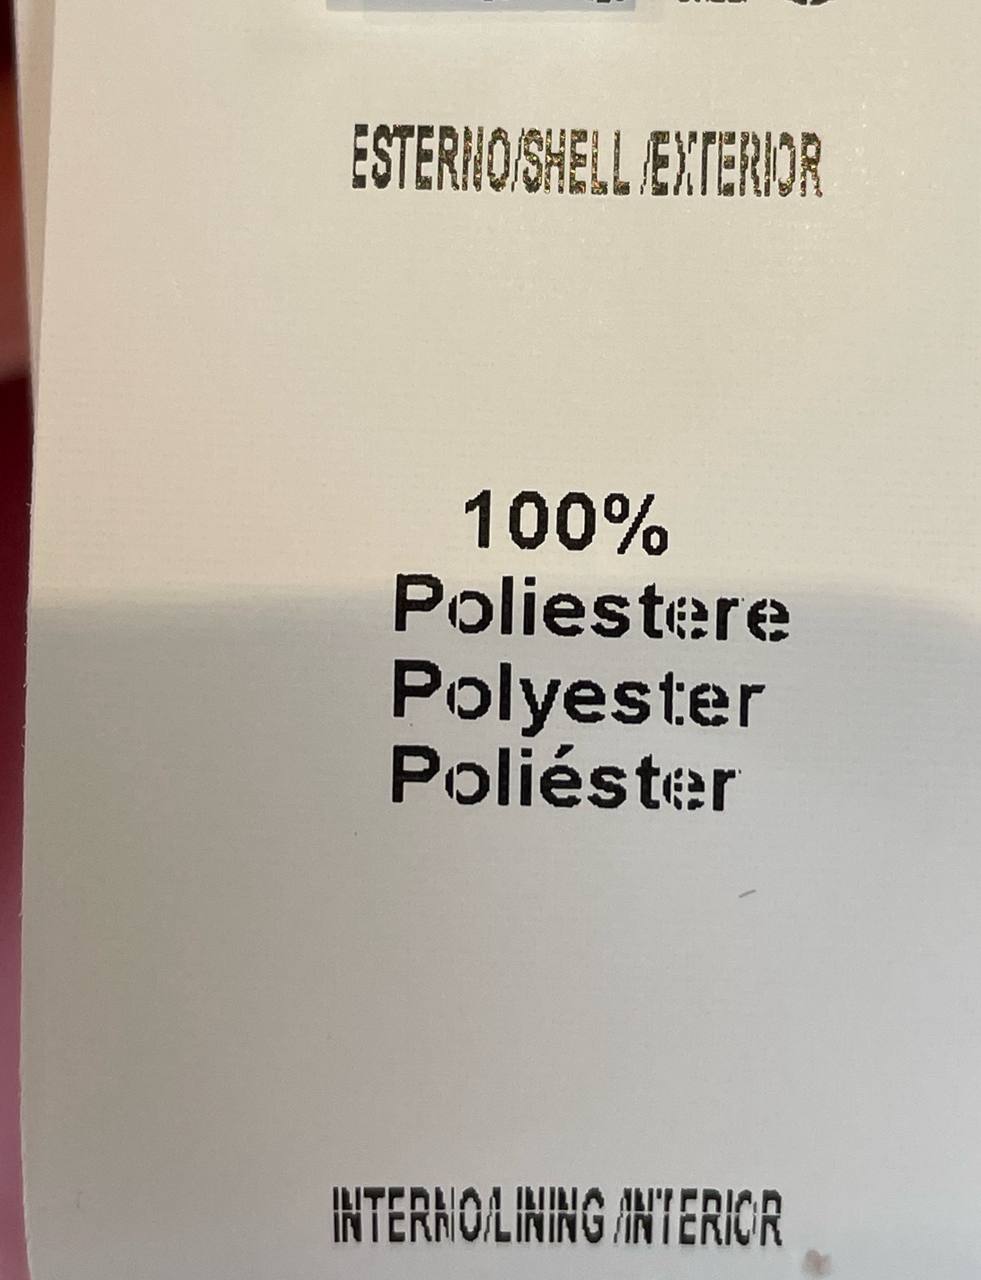 ESTERNO/SHELL /EXTERIOR
100%
Poliestere
Polyester
Poliéster
INTERNO/LINING /INTERIOR